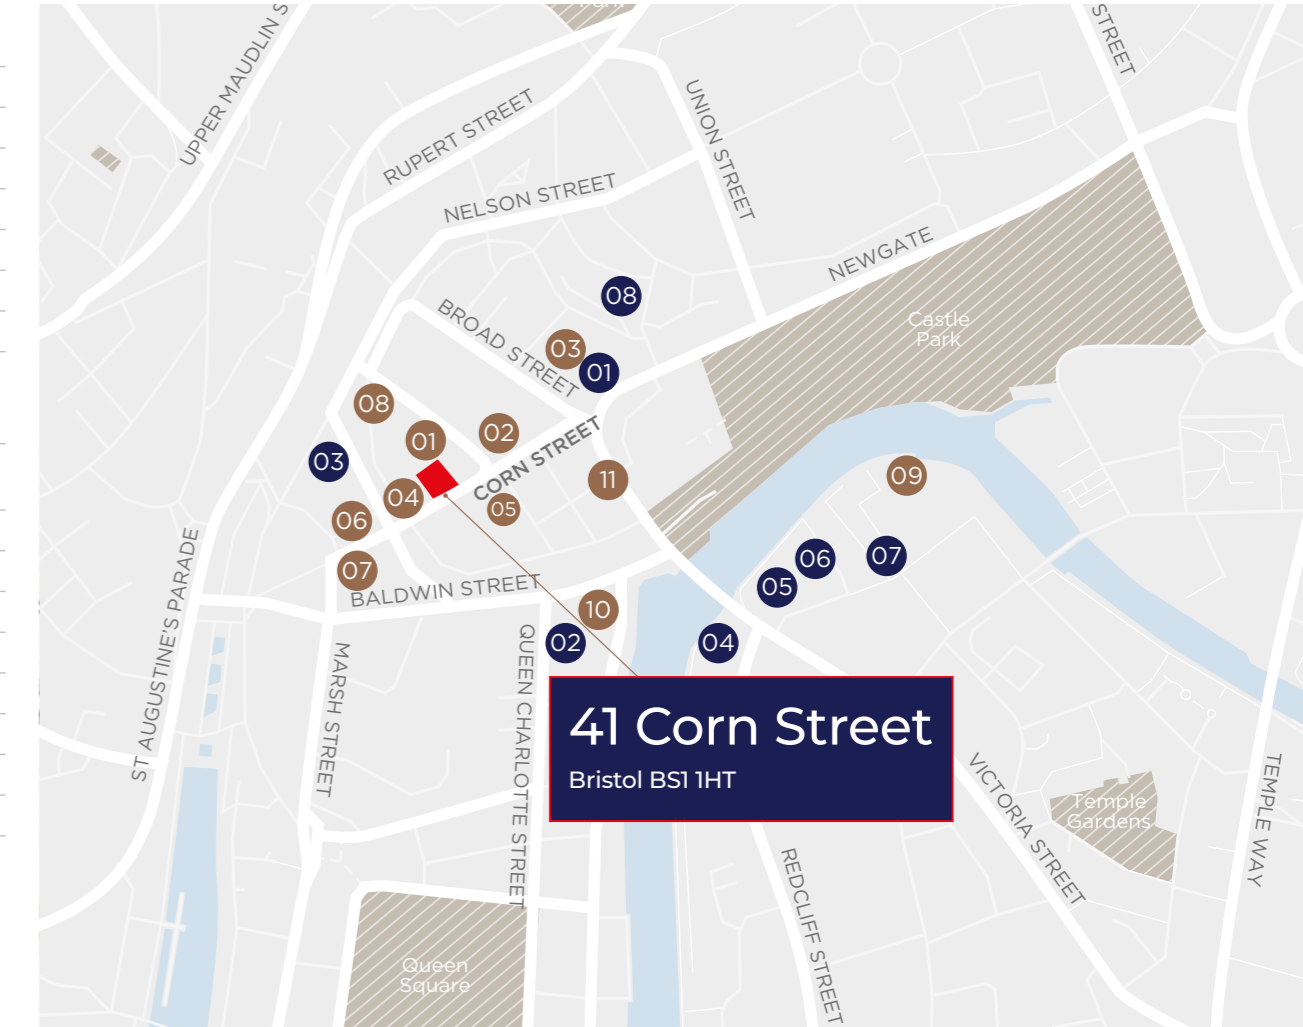 Park
UPPER MAUDLIN S
STREET
RUPERT STREET
UNION STREET
NELSON STREET
NEWGATE
08
BROAD STREET
03
01
Castle
Park
08
01
02
CORN STREET
03
04
05
11
09
06
07
BALDWIN STREET
10
02
04
05
06
07
ST AUGUSTINE'S PARADE
MARSH STREET
QUEEN CHARLOTTE STREET
41 Corn Street
Bristol BS1 1HT
VICTORIA STREET
Temple
Gardens
TEMPLE WAY
REDCLIFF STREET
Queen
Square